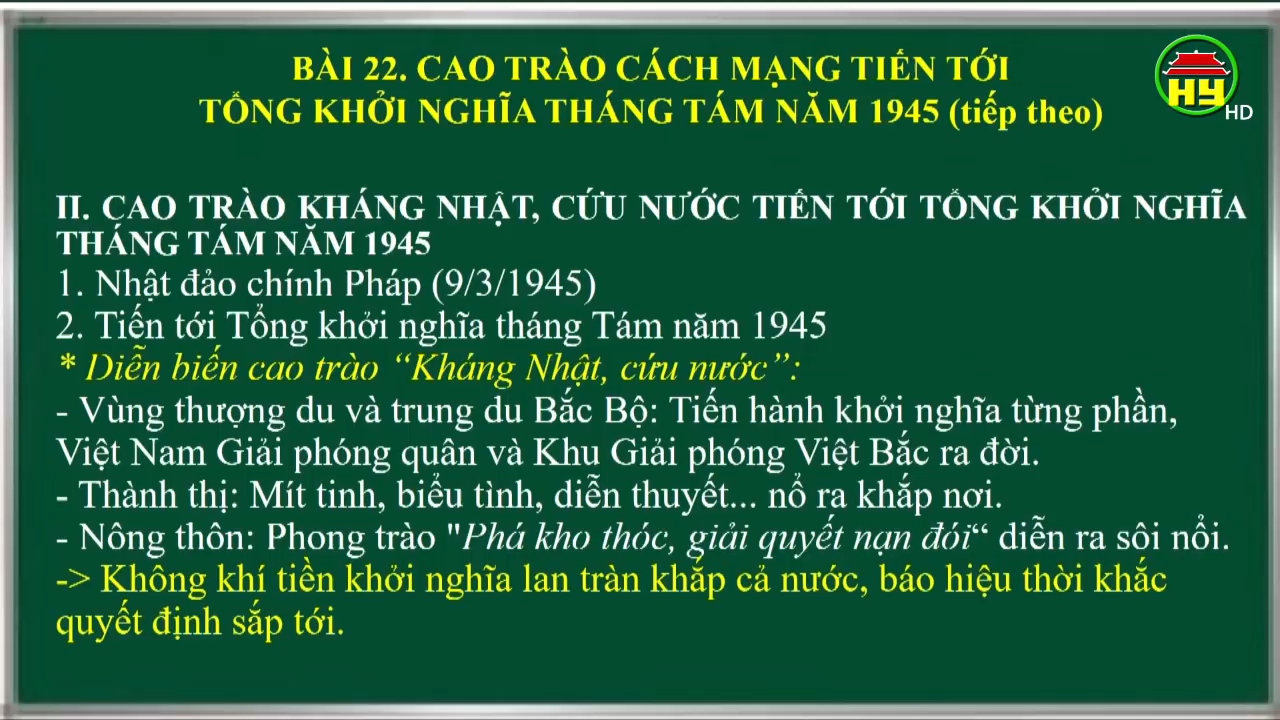 BÀI 22. CAO TRÀO CÁCH MẠNG TIẾN TỚI
TỔNG KHỞI NGHĨA THÁNG TÁM NĂM 1945 (tiếp theo)
HY HD
II. CAO TRÀO KHÁNG NHẬT, CỨU NƯỚC TIẾN TỚI TỔNG KHỞI NGHĨA
THÁNG TÁM NĂM 1945
1. Nhật đảo chính Pháp (9/3/1945)
2. Tiến tới Tổng khởi nghĩa tháng Tám năm 1945
* Diễn biến cao trào “Kháng Nhật, cứu nước”:
- Vùng thượng du và trung du Bắc Bộ: Tiến hành khởi nghĩa từng phần,
Việt Nam Giải phóng quân và Khu Giải phóng Việt Bắc ra đời.
- Thành thị: Mít tinh, biểu tình, diễn thuyết... nổ ra khắp nơi.
- Nông thôn: Phong trào "Phá kho thóc, giải quyết nạn đói“ diễn ra sôi nổi.
-> Không khí tiền khởi nghĩa lan tràn khắp cả nước, báo hiệu thời khắc
quyết định sắp tới.